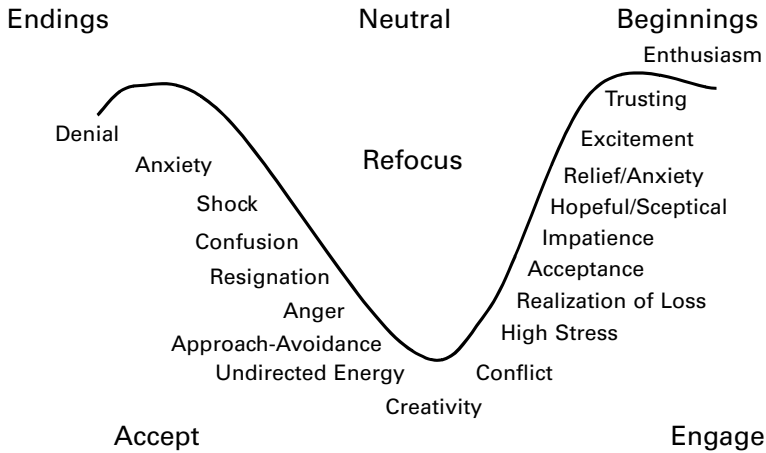 Endings
Neutral
Beginnings
Enthusiasm
Trusting
Denial
Excitement
Anxiety
Refocus
Relief/Anxiety
Shock
Hopeful/Sceptical
Confusion
Impatience
Resignation
Acceptance
Anger
Realization of Loss
Approach-Avoidance
High Stress
Undirected Energy
Conflict
Creativity
Accept
Engage